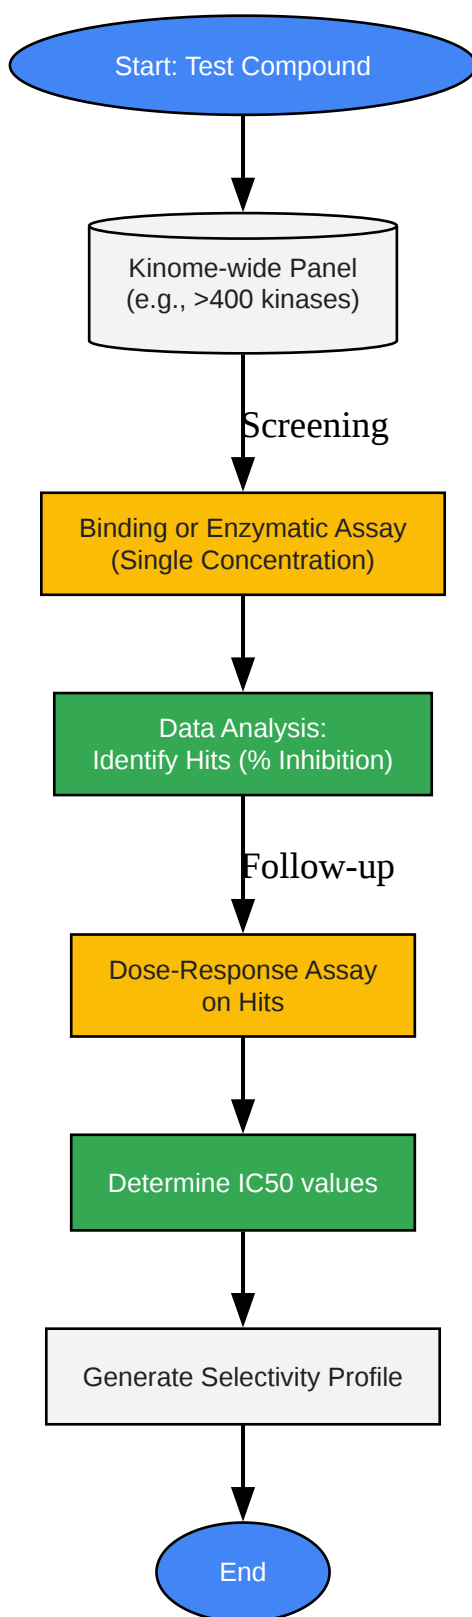 Start: Test Compound
Kinome-wide Panel
(e.g., >400 kinases)
Screening
Binding or Enzymatic Assay
(Single Concentration)
Data Analysis:
Identify Hits (% Inhibition)
Follow-up
Dose-Response Assay
on Hits
Determine IC50 values
Generate Selectivity Profile
End